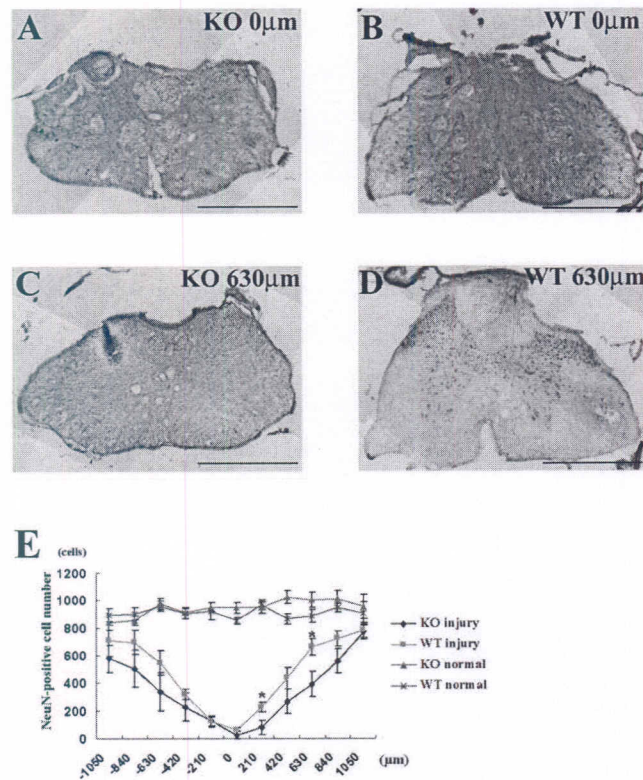 A KO 0μm
B WT 0μm
C KO 630μm
D WT 630μm
E (cells)
NeuN-positive cell number
1200
1000
800
600
400
200
0
* *
-1050 -840 -630 -420 -210 0 210 420 630 840 1050 (μm)
KO injury
WT injury
KO normal
WT normal